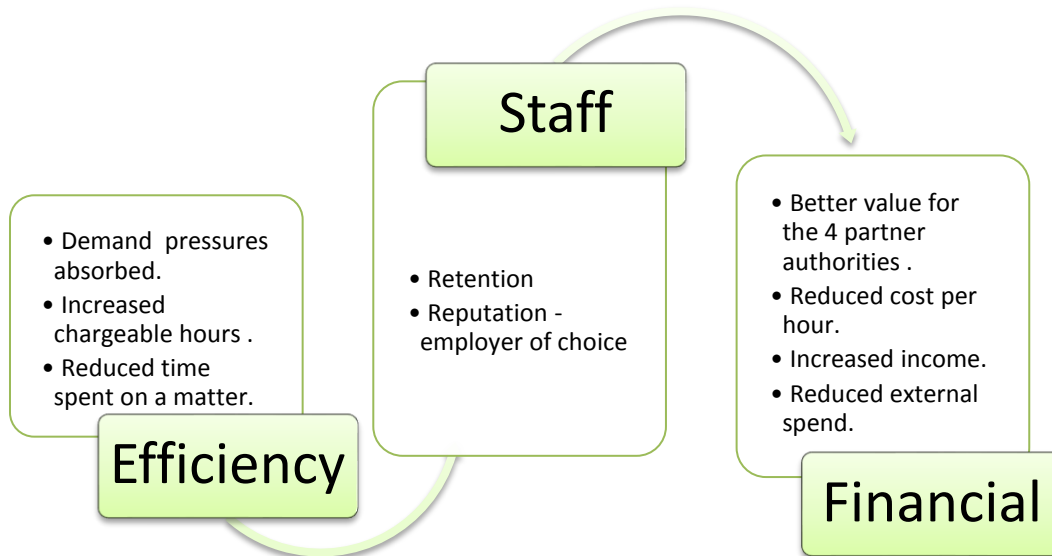 • Demand pressures
absorbed.
• Increased
chargeable hours .
• Reduced time
spent on a matter.
Efficiency
Staff
• Retention
• Reputation -
employer of choice
• Better value for
the 4 partner
authorities .
• Reduced cost per
hour.
• Increased income.
• Reduced external
spend.
Financial